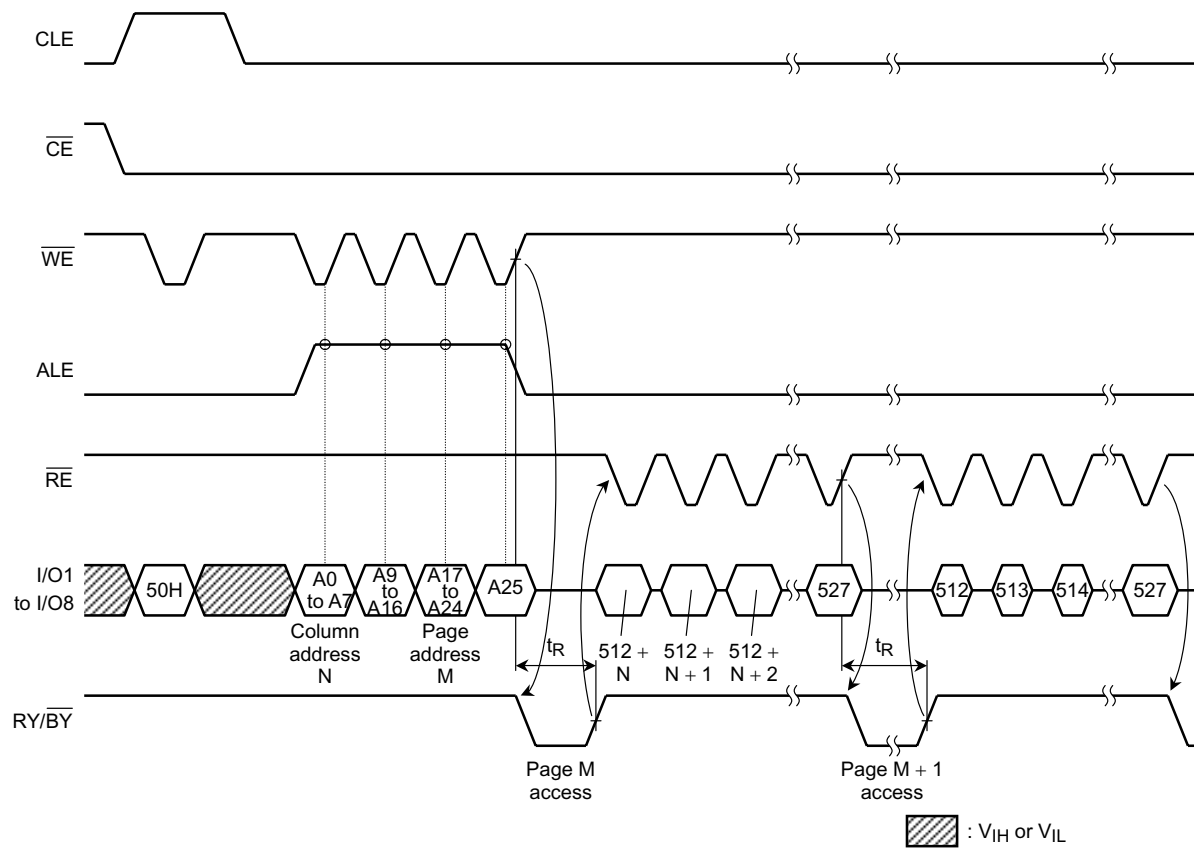 CLE
CE
WE
ALE
RE
I/O1
to I/O8
50H
A0
to A7
A9
to
A16
A17
to
A24
A25
527
512
513
514
527
Column
address
N
Page
address
M
tR
512 +
N
512 +
N + 1
512 +
N + 2
tR
RY/BY
Page M
access
Page M + 1
access
: VIH or VIL